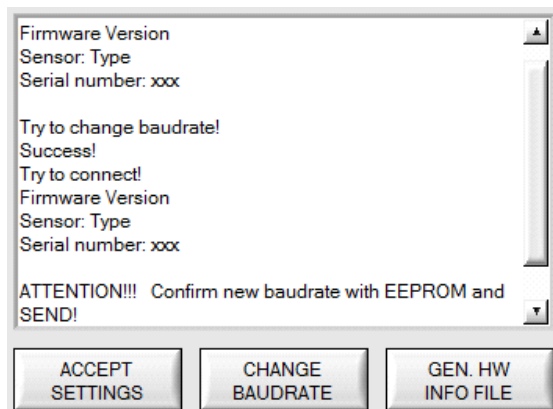 Firmware Version
Sensor: Type
Serial number: xxx
Try to change baudrate!
Success!
Try to connect!
Firmware Version
Sensor: Type
Serial number: xxx
ATTENTION!!! Confirm new baudrate with EEPROM and
SEND!
ACCEPT
SETTINGS
CHANGE
BAUDRATE
GEN. HW
INFO FILE